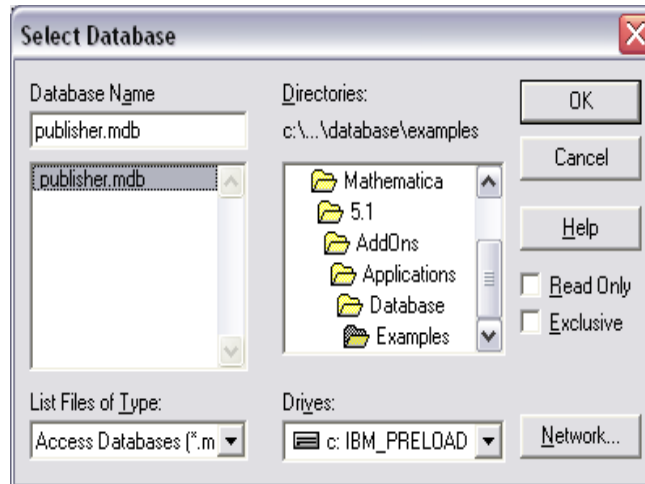 Select Database
Database Name
publisher.mdb
publisher.mdb
List Files of Type:
Access Databases (*.m
Directories:
c:\...\database\examples
Mathematica
5.1
AddOns
Applications
Database
Examples
Drives:
c: IBM_PRELOAD
OK
Cancel
Help
Read Only
Exclusive
Network...